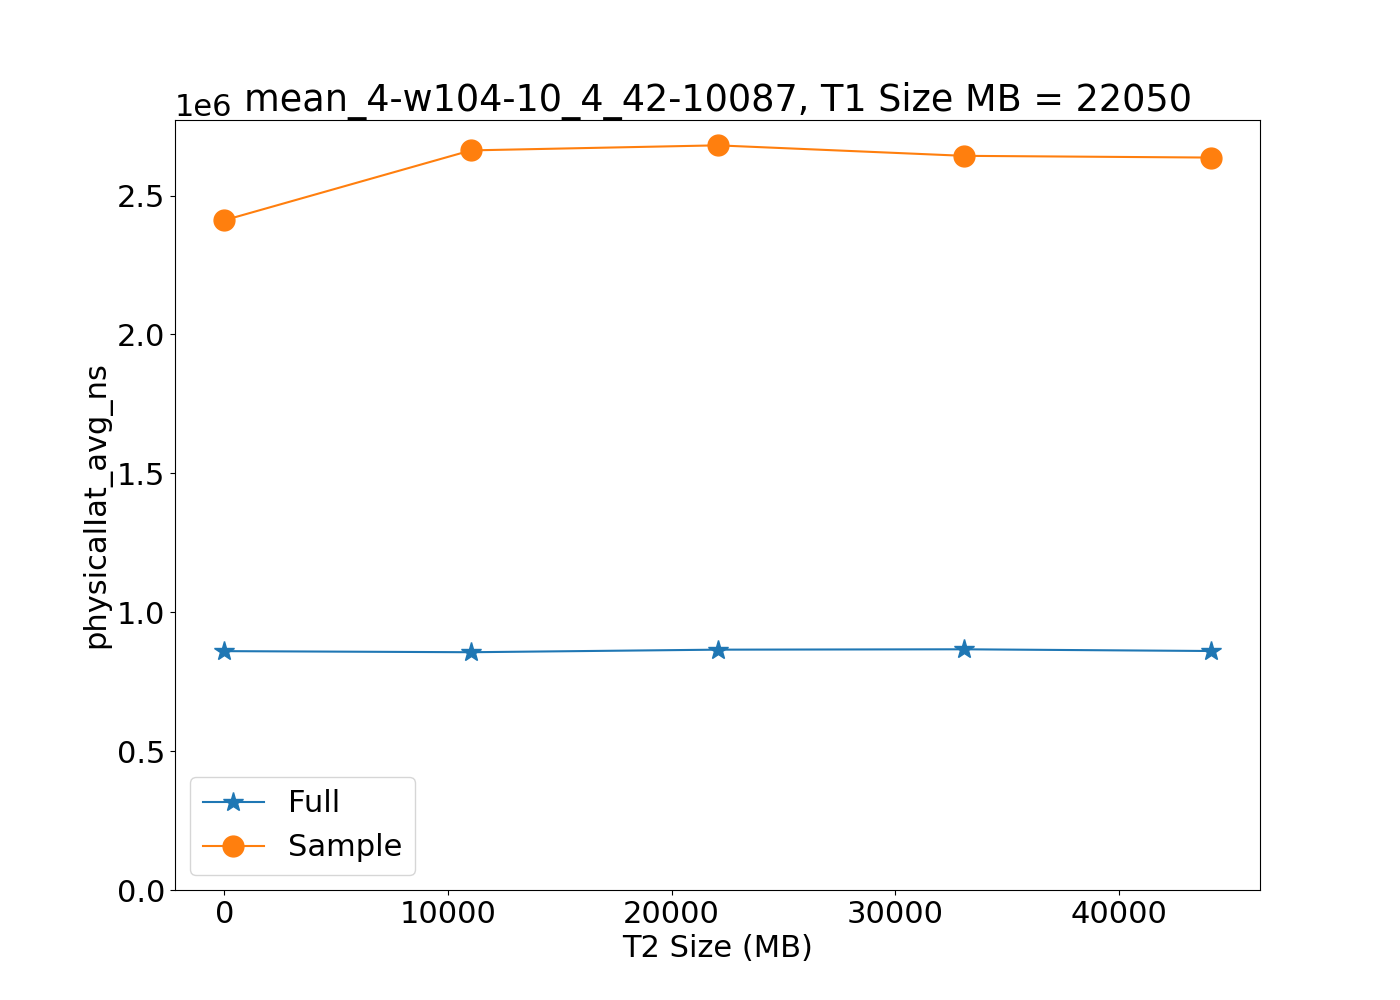 1e6
mean_4-w104-10_4_42-10087, T1 Size MB = 22050
physicallat_avg_ns
2.5
2.0
1.5
1.0
0.5
0.0
Full
Sample
0 10000 20000 30000 40000
T2 Size (MB)